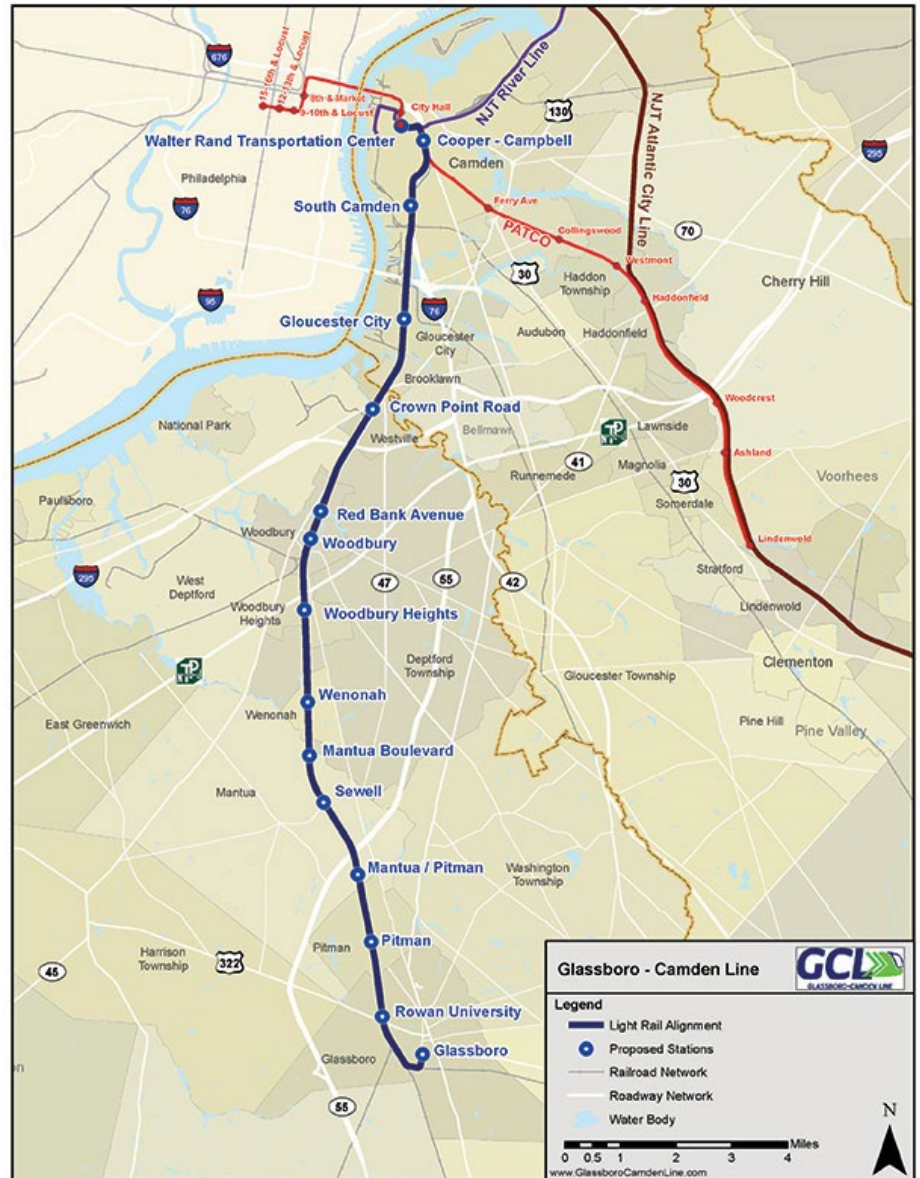 676
15-16th & Locust
12-13th & Locust
8th & Market
9-10th & Locust
City Hall
NJT River Line
130
NJT Atlantic City Line
295
Walter Rand Transportation Center
Cooper - Campbell
Camden
Philadelphia
76
South Camden
Ferry Ave
PATCO
Collingswood
Westmont
70
30
Haddon
Township
Cherry Hill
95
76
Haddonfield
Gloucester City
Gloucester
City
Audubon
Haddonfield
Brooklawn
Crown Point Road
Woodcrest
National Park
Westville
Bellmawr
Lawnside
41
Ashland
Runnemede
Magnolia
30
Voorhees
Paulsboro
Somerdale
Red Bank Avenue
Woodbury
Woodbury
Lindenwold
295
West
Deptford
47
55
42
Stratford
Woodbury
Heights
Woodbury Heights
Lindenwold
Deptford
Township
Clementon
Gloucester Township
Wenonah
Wenonah
East Greenwich
Pine Hill
Pine Valley
Mantua Boulevard
Mantua
Sewell
Mantua / Pitman
Washington
Township
Pitman
Pitman
Harrison
Township
322
45
Rowan University
Glassboro
Glassboro
55
Glassboro - Camden Line
GCL
GLASSBORO-CAMDEN LINE
Legend
Light Rail Alignment
Proposed Stations
Railroad Network
Roadway Network
Water Body
N
Miles
0 0.5 1 2 3 4
www.GlassboroCamdenLine.com